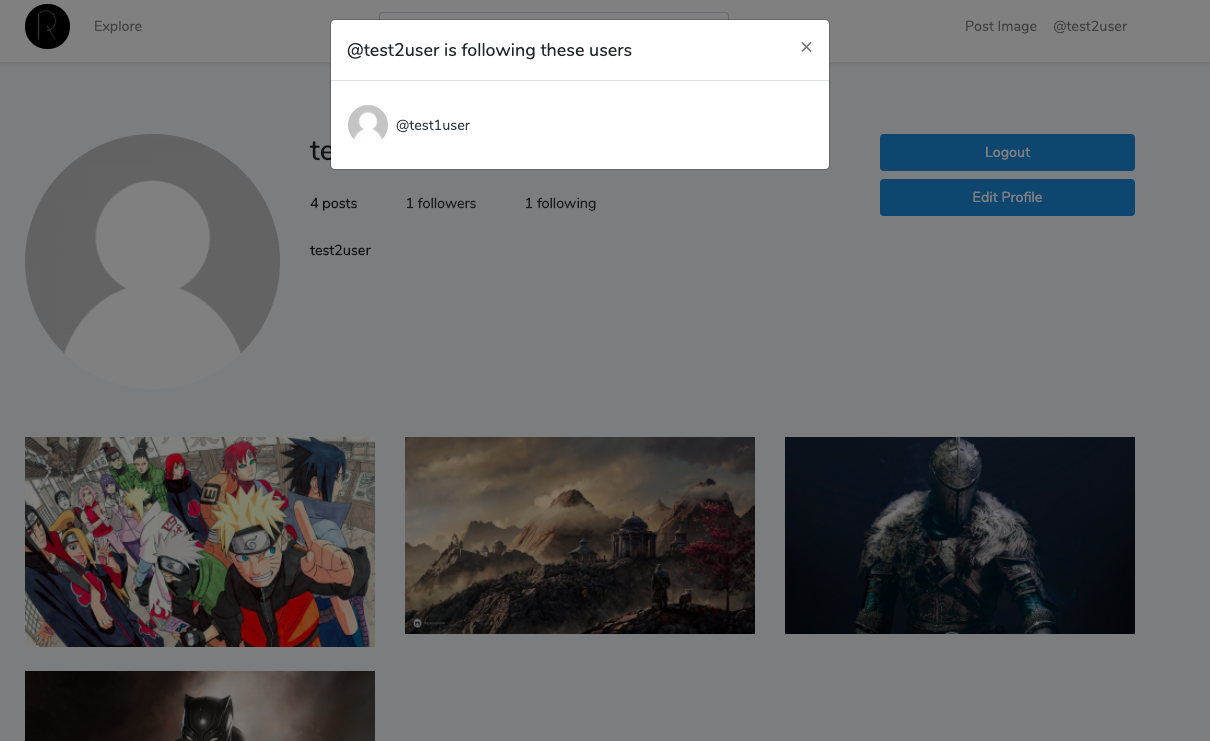 R
Explore
Post Image
@test2user
@test2user is following these users
×
@test1user
te
Logout
4 posts
1 followers
1 following
Edit Profile
test2user